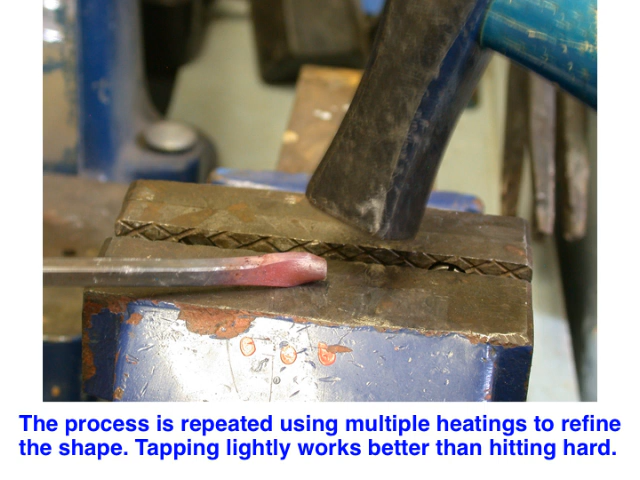 The process is repeated using multiple heatings to refine
the shape. Tapping lightly works better than hitting hard.